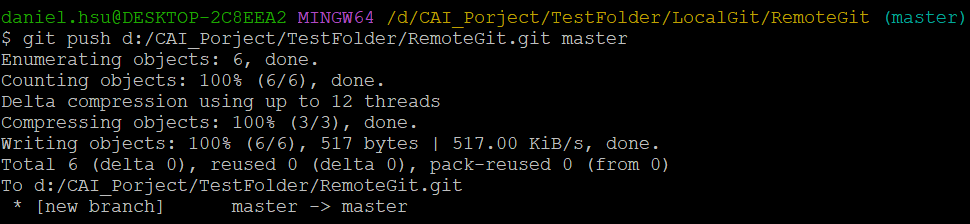 daniel.hsu@DESKTOP-2C8EEA2 MINGW64 /d/CAI_Porject/TestFolder/LocalGit/RemoteGit (master)
$ git push d:/CAI_Porject/TestFolder/RemoteGit.git master
Enumerating objects: 6, done.
Counting objects: 100% (6/6), done.
Delta compression using up to 12 threads
Compressing objects: 100% (3/3), done.
Writing objects: 100% (6/6), 517 bytes | 517.00 KiB/s, done.
Total 6 (delta 0), reused 0 (delta 0), pack-reused 0 (from 0)
To d:/CAI_Porject/TestFolder/RemoteGit.git
 * [new branch]      master -> master